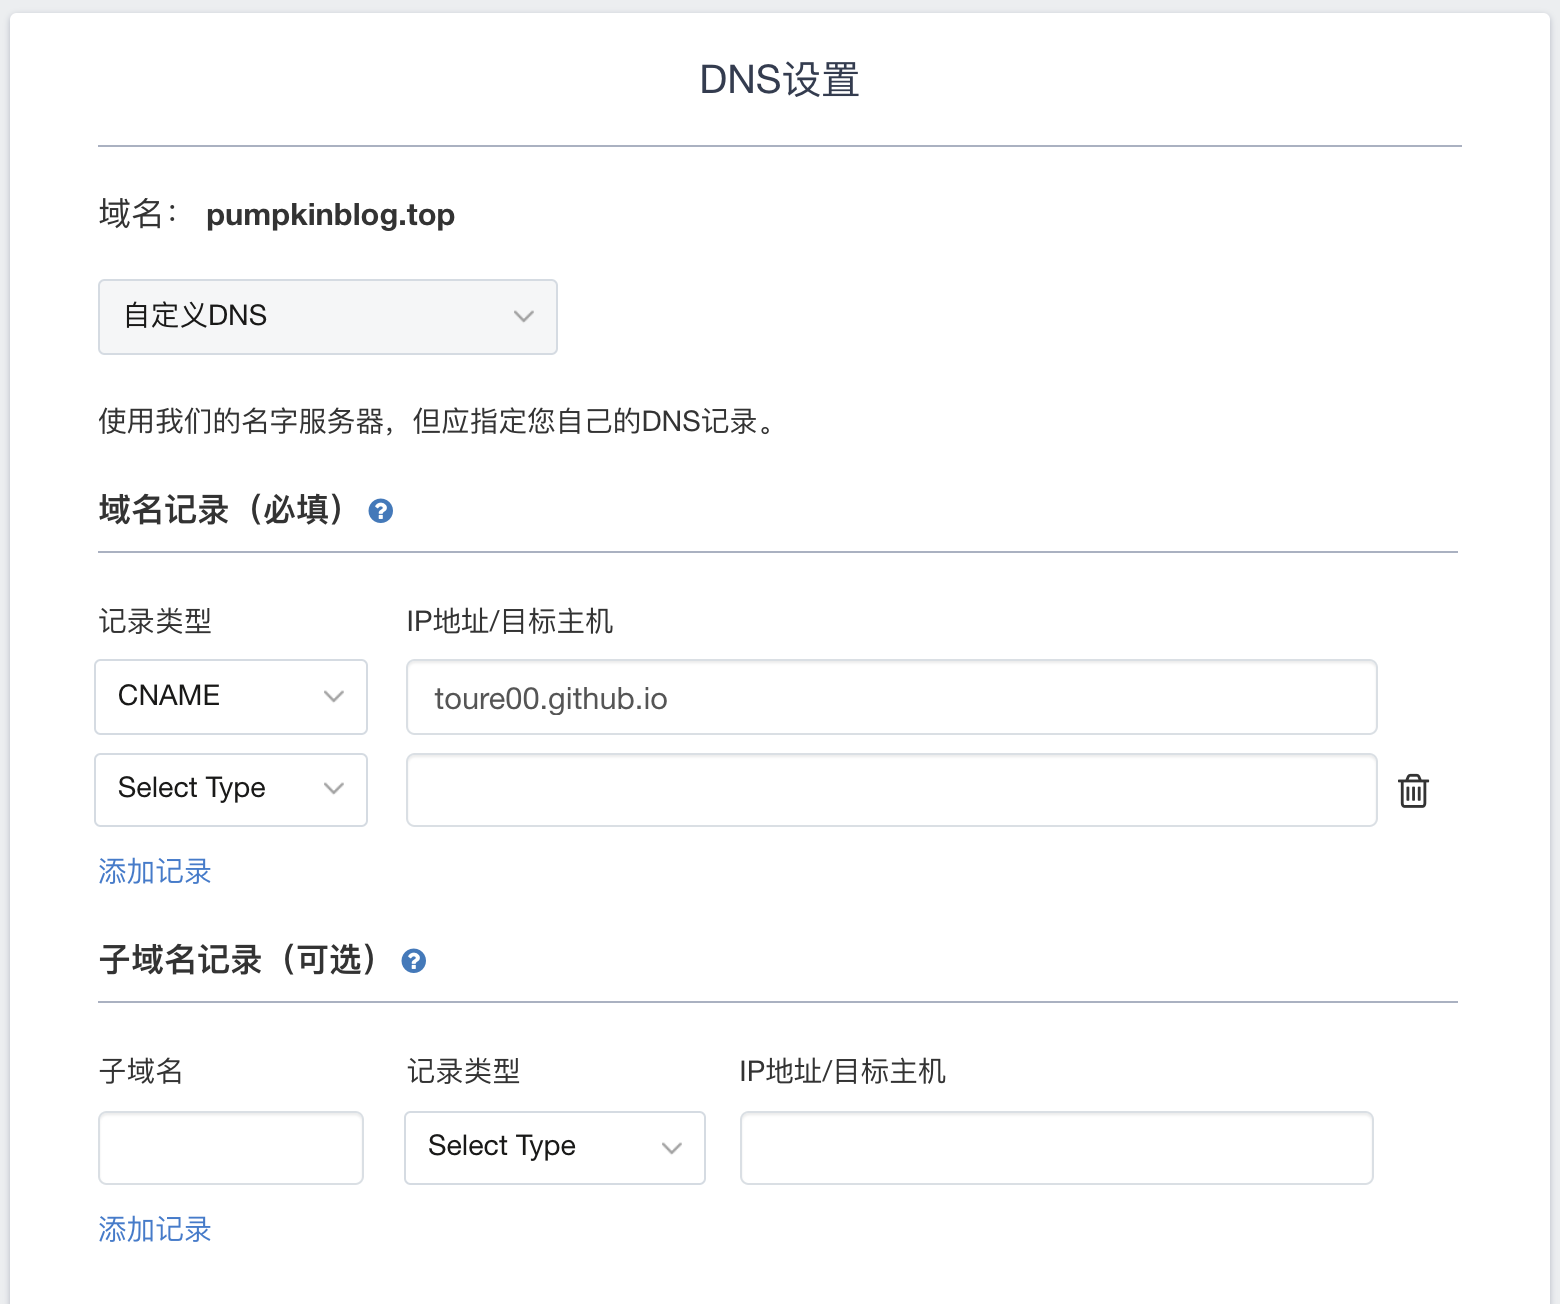 DNS设置
域名： pumpkinblog.top
自定义DNS
使用我们的名字服务器，但应指定您自己的DNS记录。
域名记录（必填） ?
记录类型 IP地址/目标主机
CNAME toure00.github.io
Select Type
添加记录
子域名记录（可选） ?
子域名 记录类型 IP地址/目标主机
Select Type
添加记录